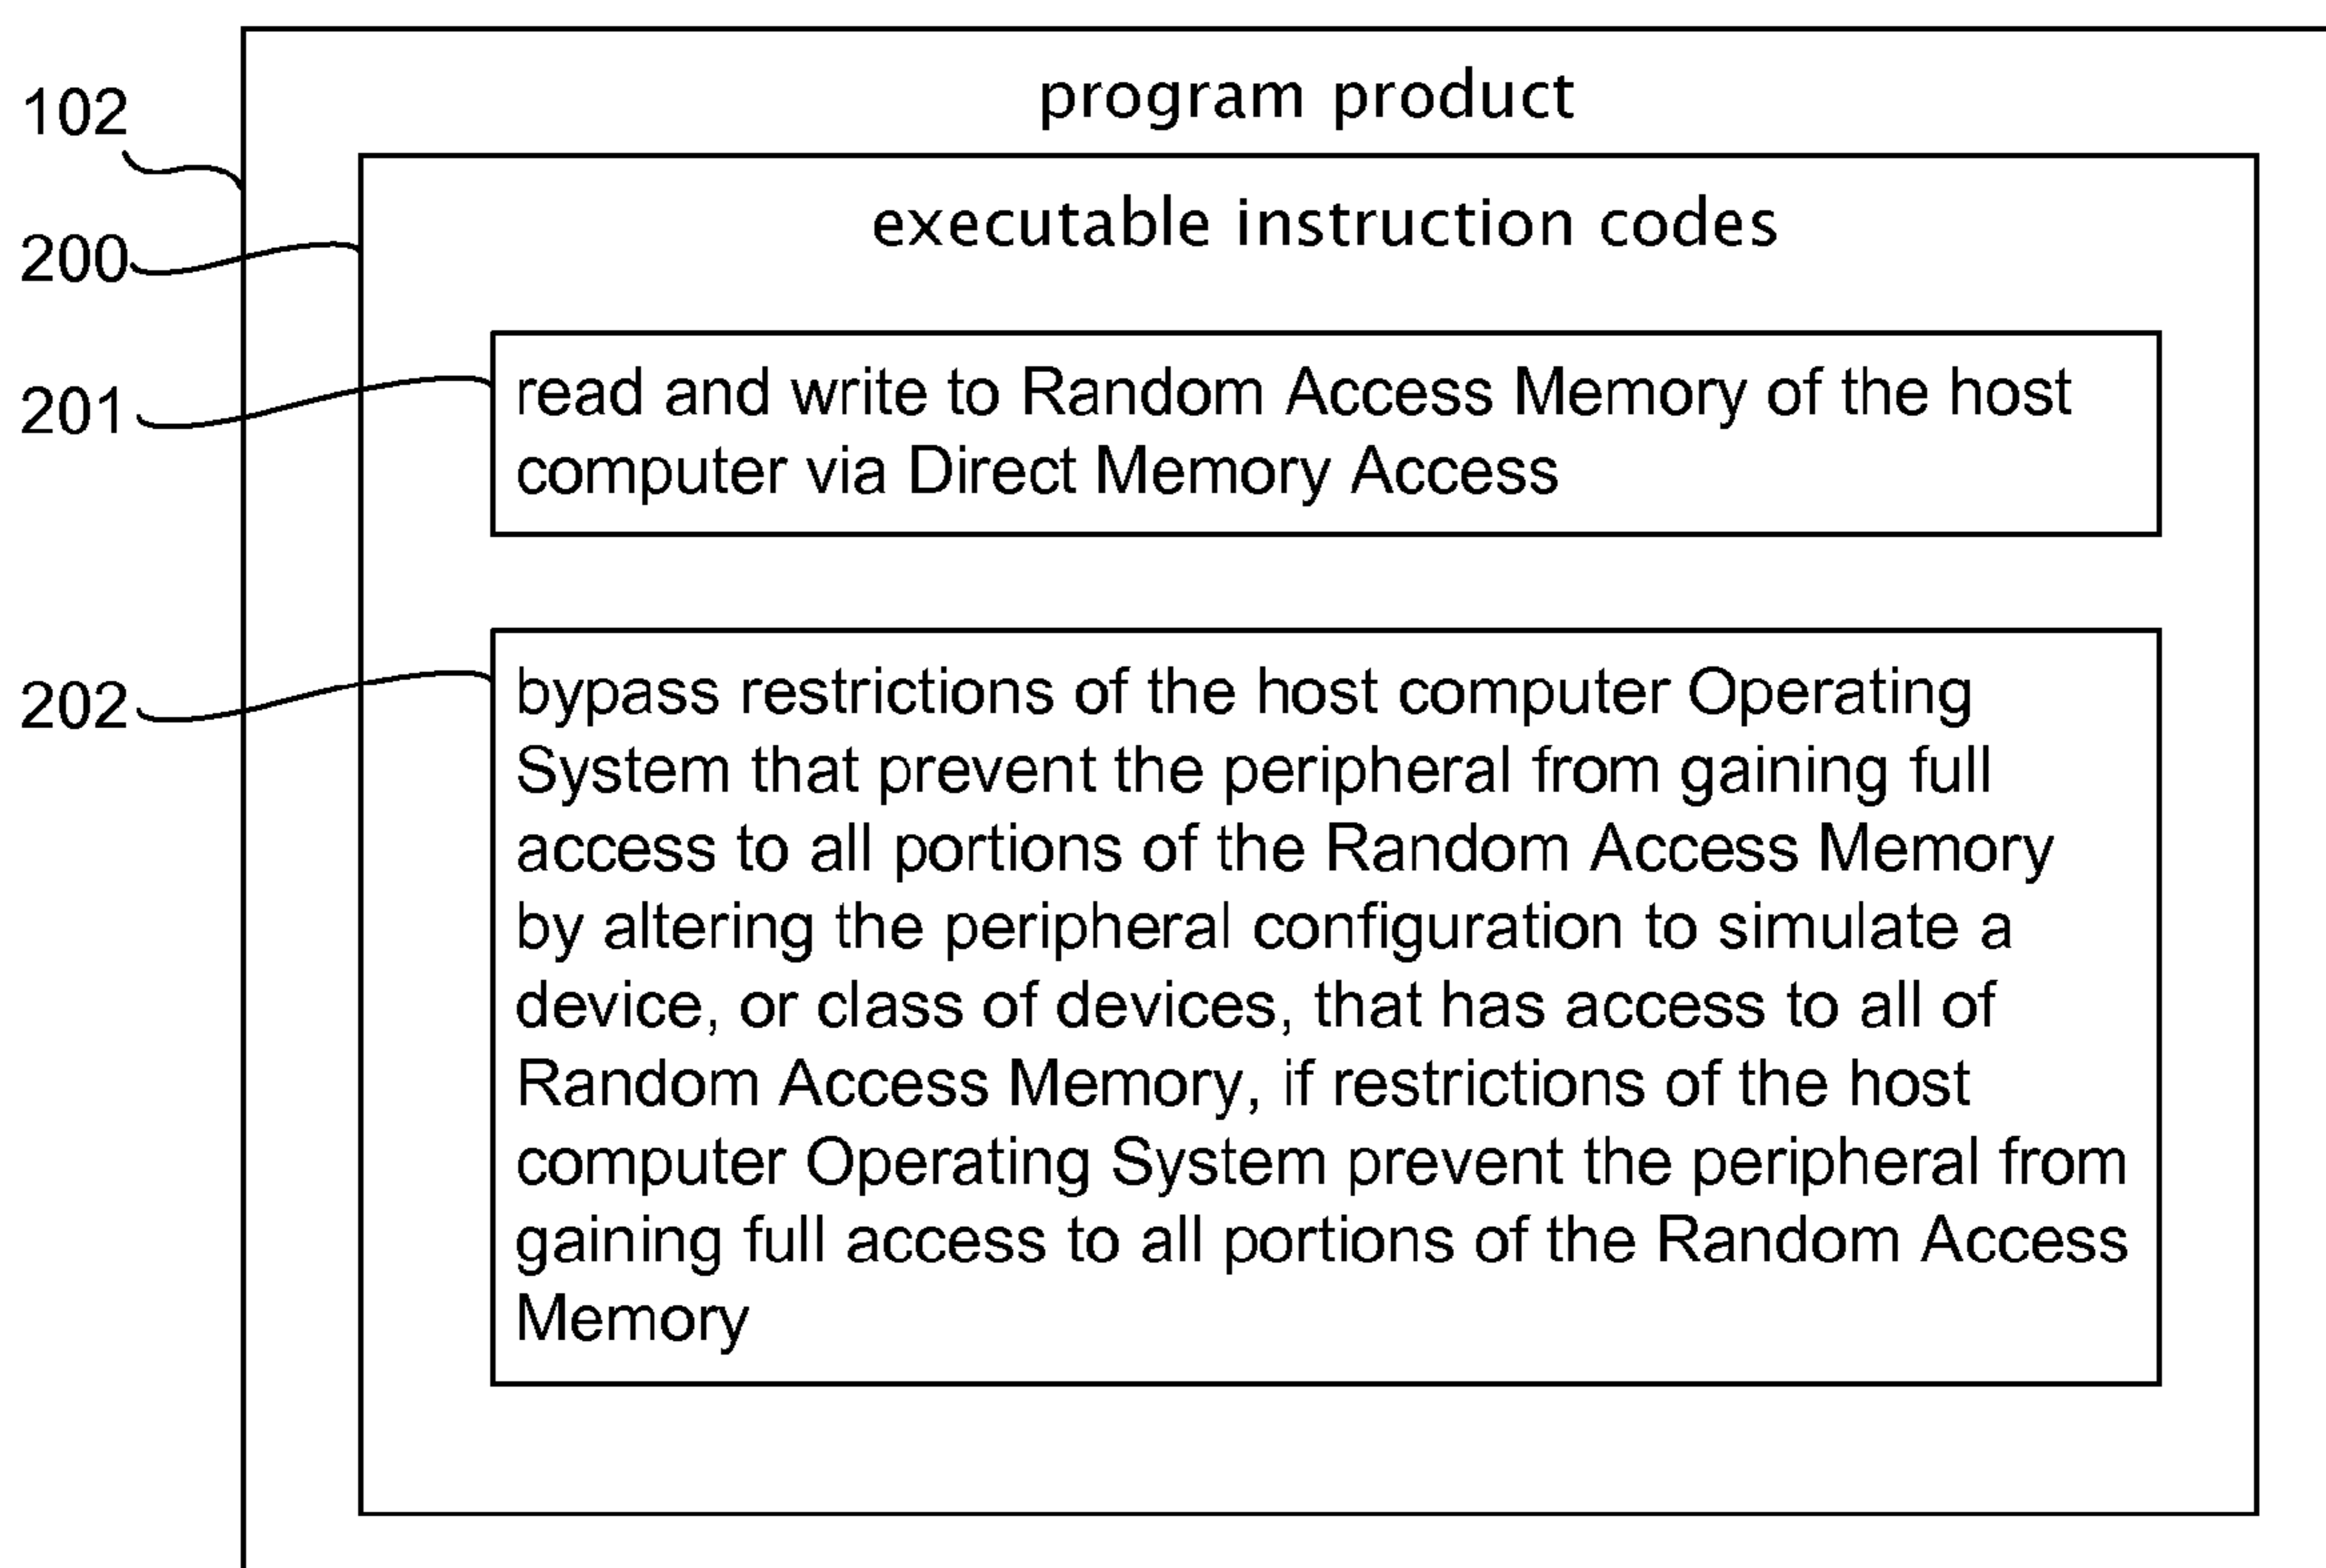 program product
102
executable instruction codes
200
201
read and write to Random Access Memory of the host
computer via Direct Memory Access
202
bypass restrictions of the host computer Operating
System that prevent the peripheral from gaining full
access to all portions of the Random Access Memory
by altering the peripheral configuration to simulate a
device, or class of devices, that has access to all of
Random Access Memory, if restrictions of the host
computer Operating System prevent the peripheral from
gaining full access to all portions of the Random Access
Memory